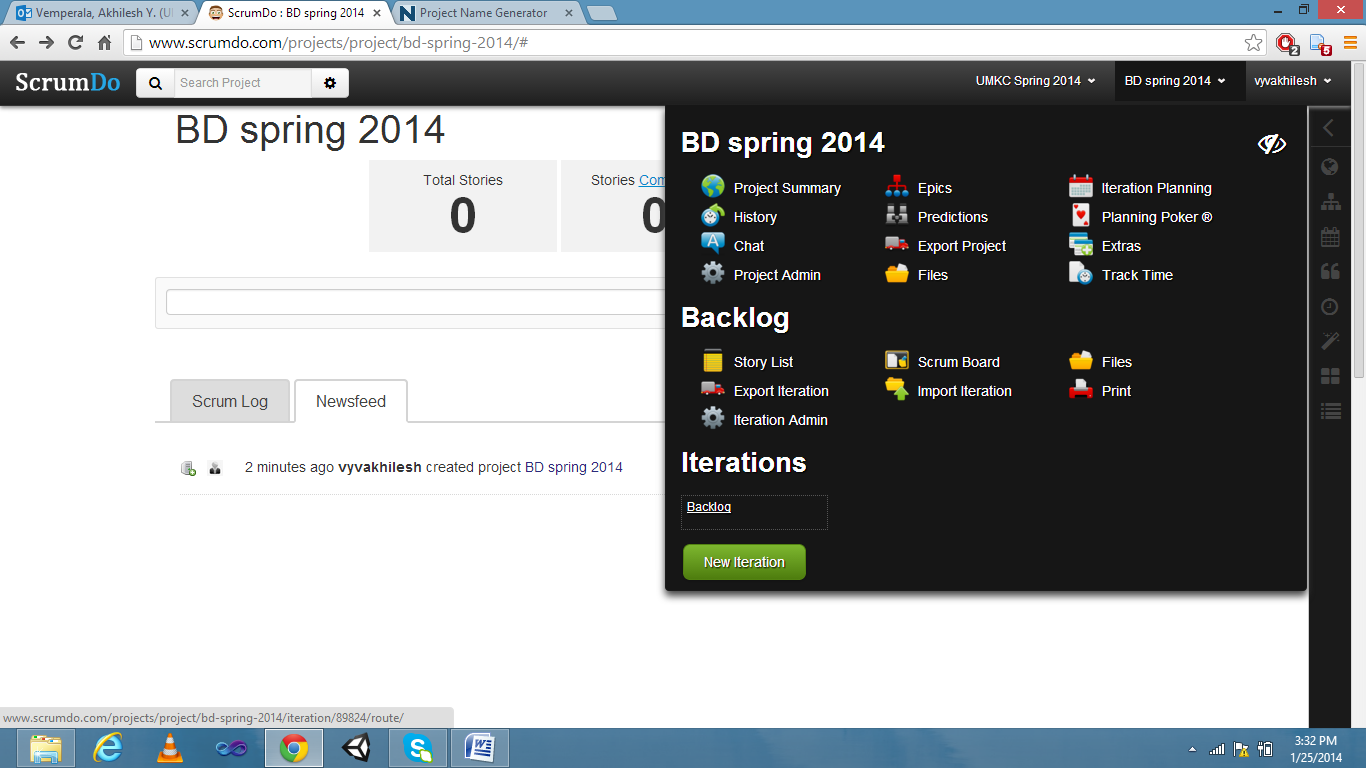 Vemperala, Akhilesh Y. (U
ScrumDo : BD spring 2014
Project Name Generator
www.scrumdo.com/projects/project/bd-spring-2014/#
2
5
ScrumDo
Search Project
UMKC Spring 2014
BD spring 2014
vyvakhilesh
BD spring 2014
Total Stories
0
Stories Com
0
Scrum Log
Newsfeed
2 minutes ago vyvakhilesh created project BD spring 2014
BD spring 2014
Project Summary
Epics
Iteration Planning
History
Predictions
Planning Poker ®
Chat
Export Project
Extras
Project Admin
Files
Track Time
Backlog
Story List
Scrum Board
Files
Export Iteration
Import Iteration
Print
Iteration Admin
Iterations
Backlog
New Iteration
www.scrumdo.com/projects/project/bd-spring-2014/iteration/89824/route/
3:32 PM
1/25/2014